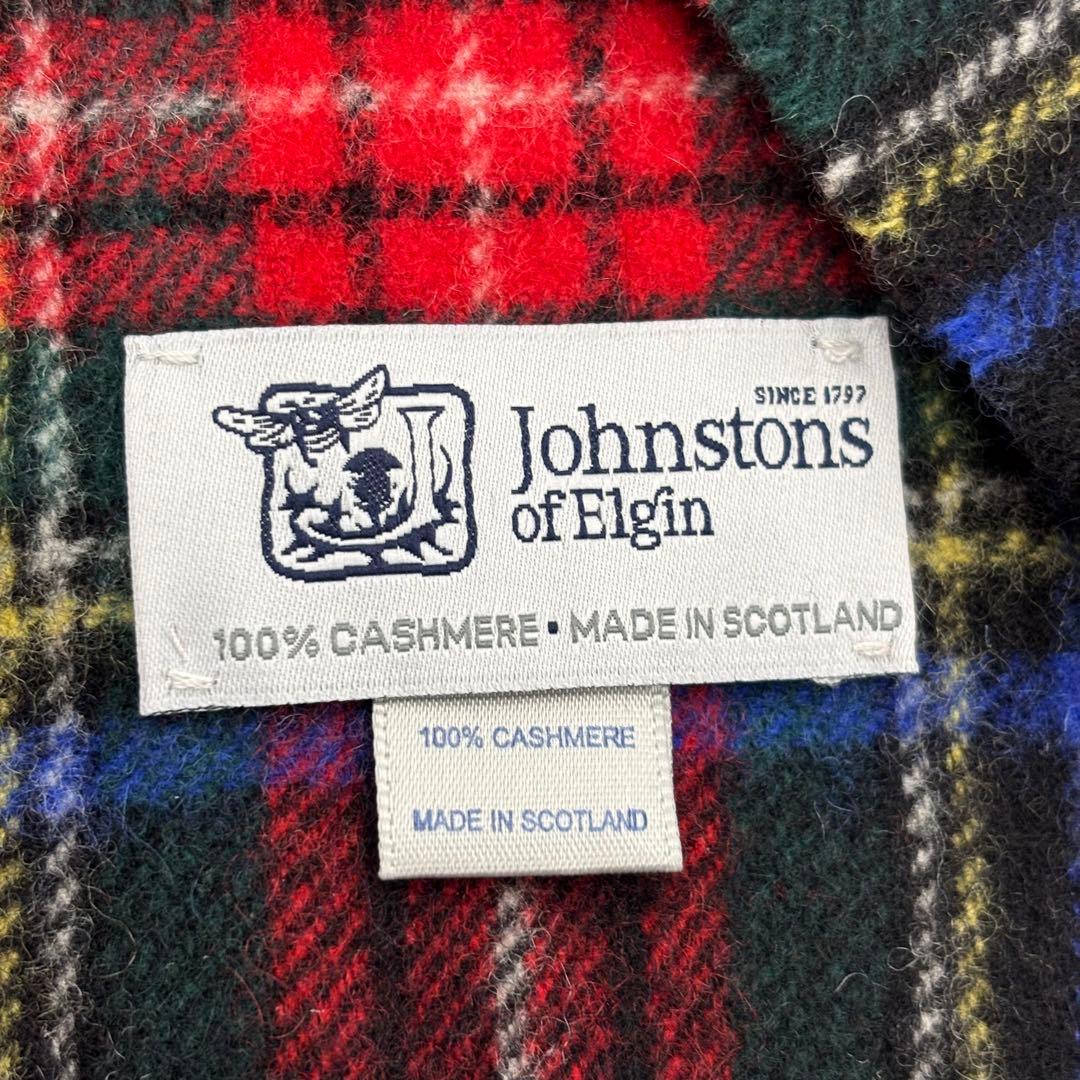 SINCE 1797
Johnstons
of Elgin
100% CASHMERE • MADE IN SCOTLAND
100% CASHMERE
MADE IN SCOTLAND